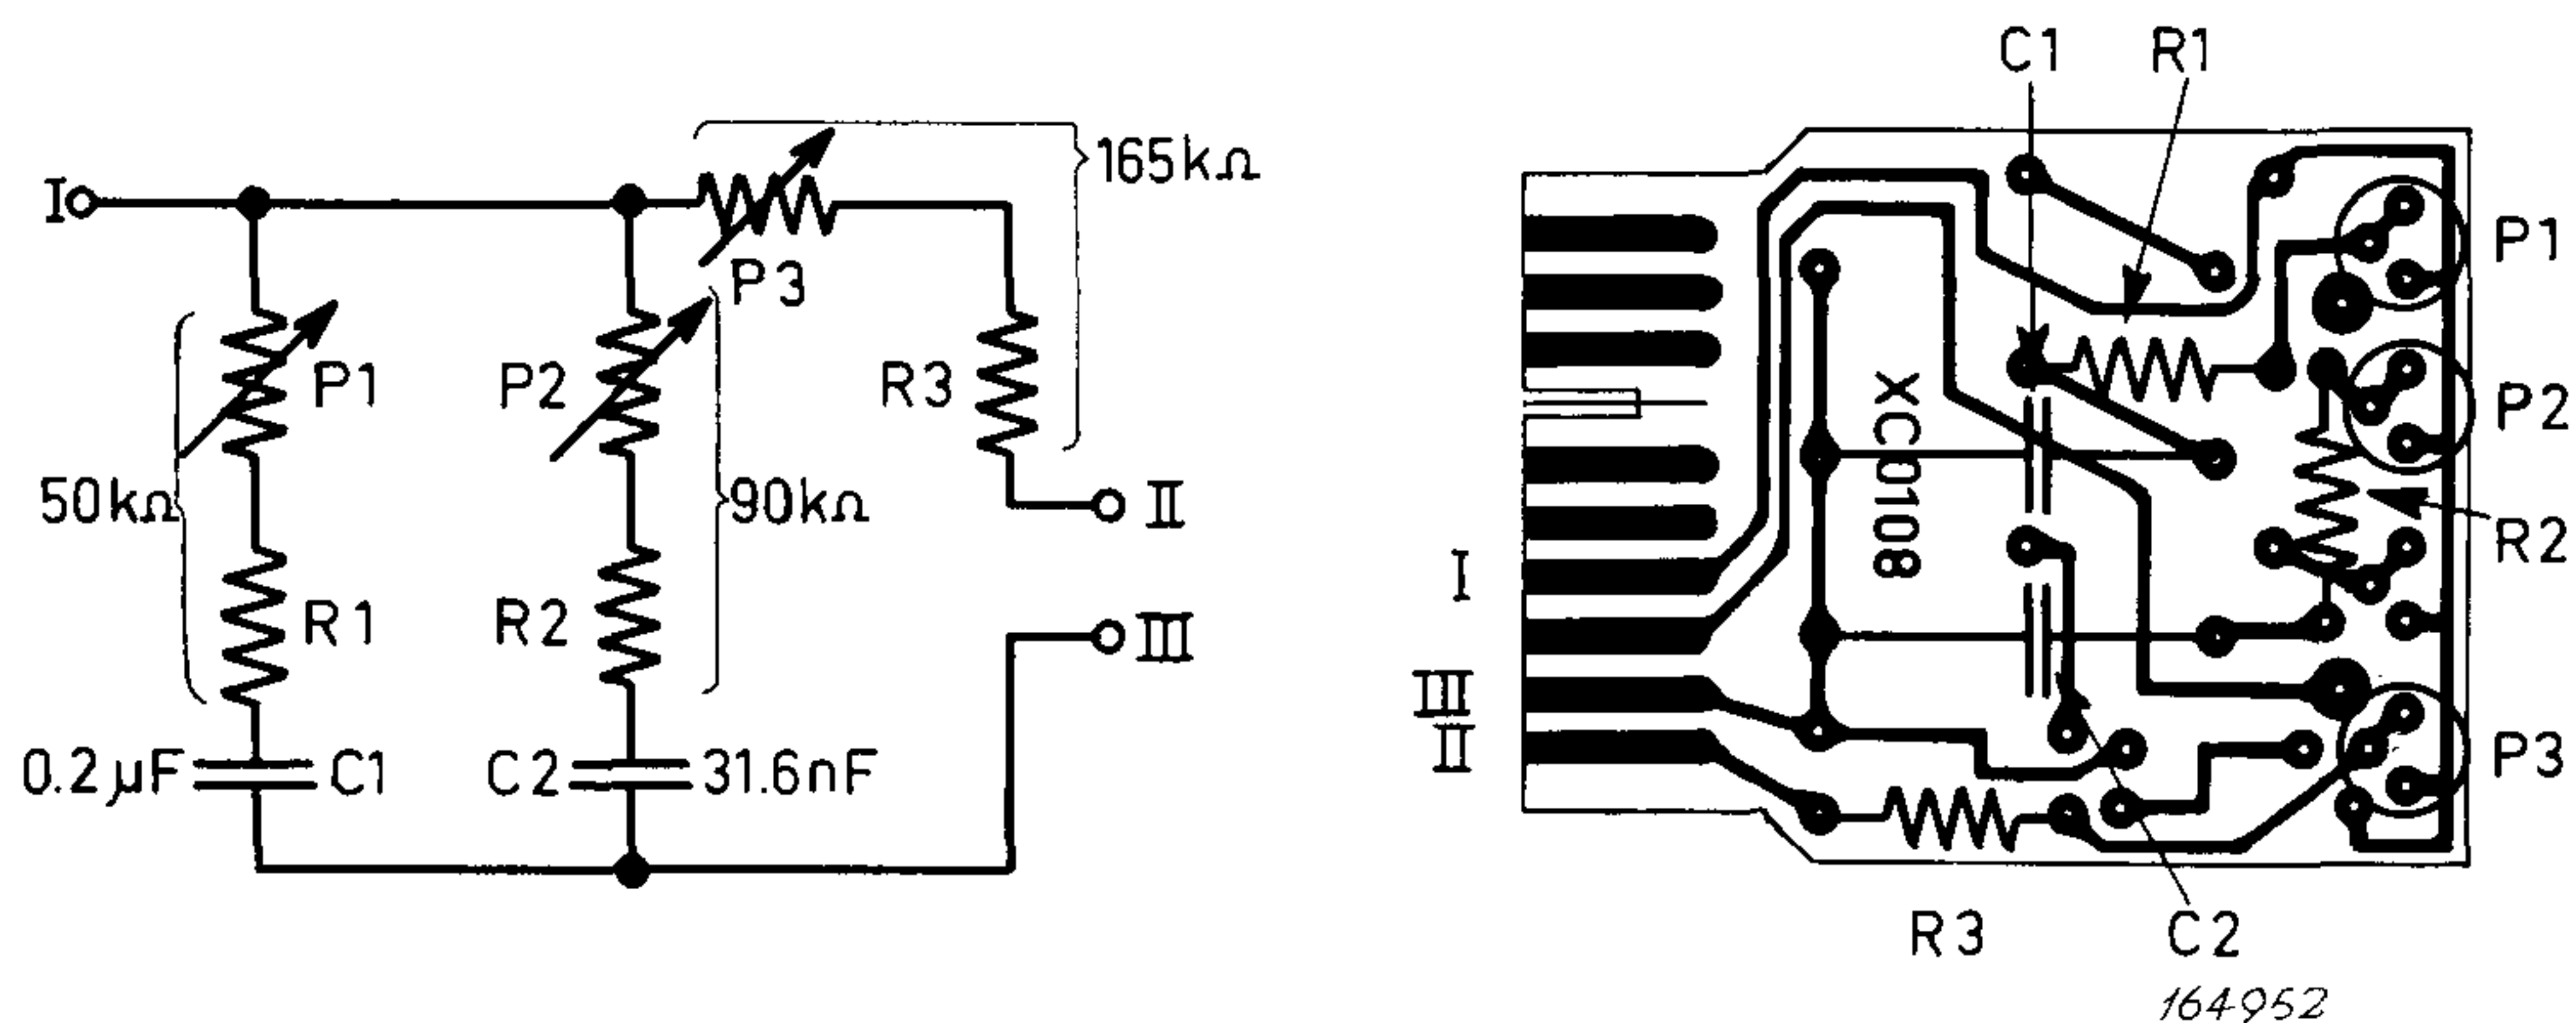 I
165kΩ
P3
P1
P2
R3
50kΩ
90kΩ
II
R1
R2
III
0.2µF
C1
C2
31.6nF
C1
R1
P1
P2
XC0108
R2
I
III
II
P3
R3
C2
164952